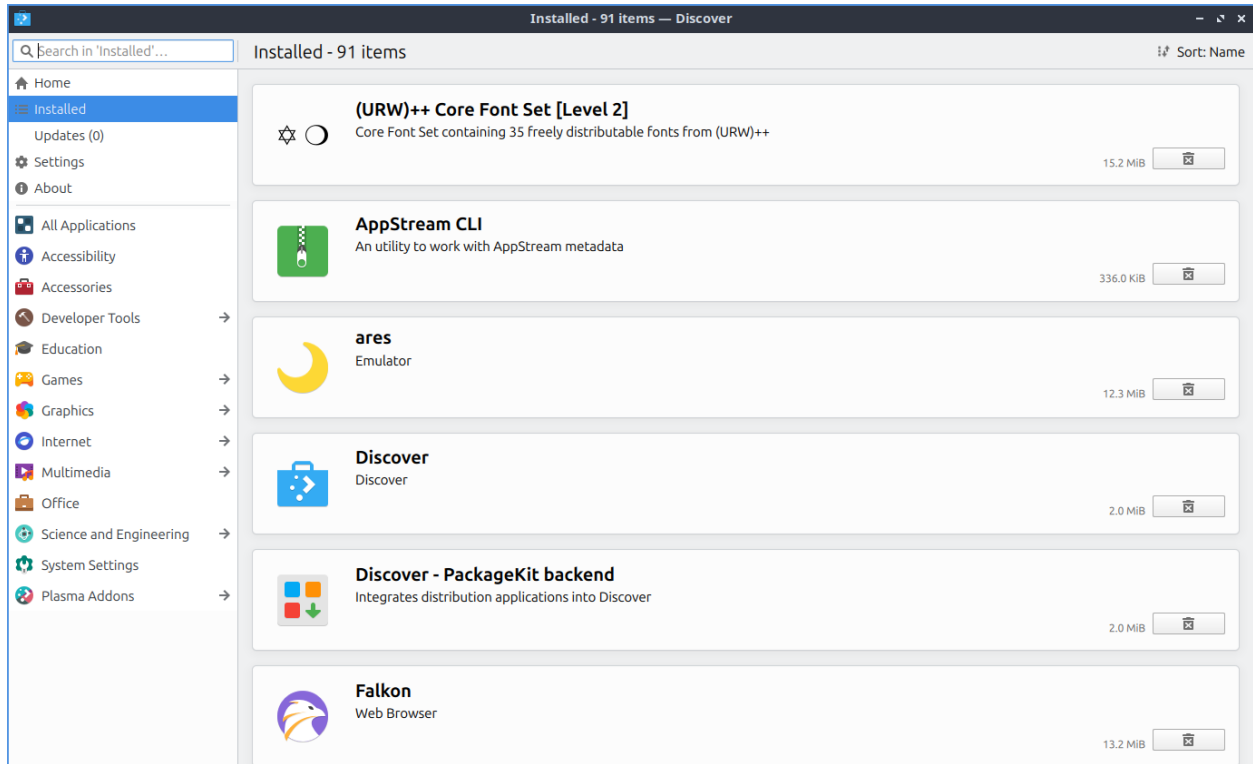 Installed - 91 items — Discover
Search in 'Installed'...
Installed - 91 items
Sort: Name
Home
Installed
Updates (0)
Settings
About
All Applications
Accessibility
Accessories
Developer Tools
Education
Games
Graphics
Internet
Multimedia
Office
Science and Engineering
System Settings
Plasma Addons
(URW)++ Core Font Set [Level 2]
Core Font Set containing 35 freely distributable fonts from (URW)++
15.2 MiB
AppStream CLI
An utility to work with AppStream metadata
336.0 KiB
ares
Emulator
12.3 MiB
Discover
Discover
2.0 MiB
Discover - PackageKit backend
Integrates distribution applications into Discover
2.0 MiB
Falkon
Web Browser
13.2 MiB